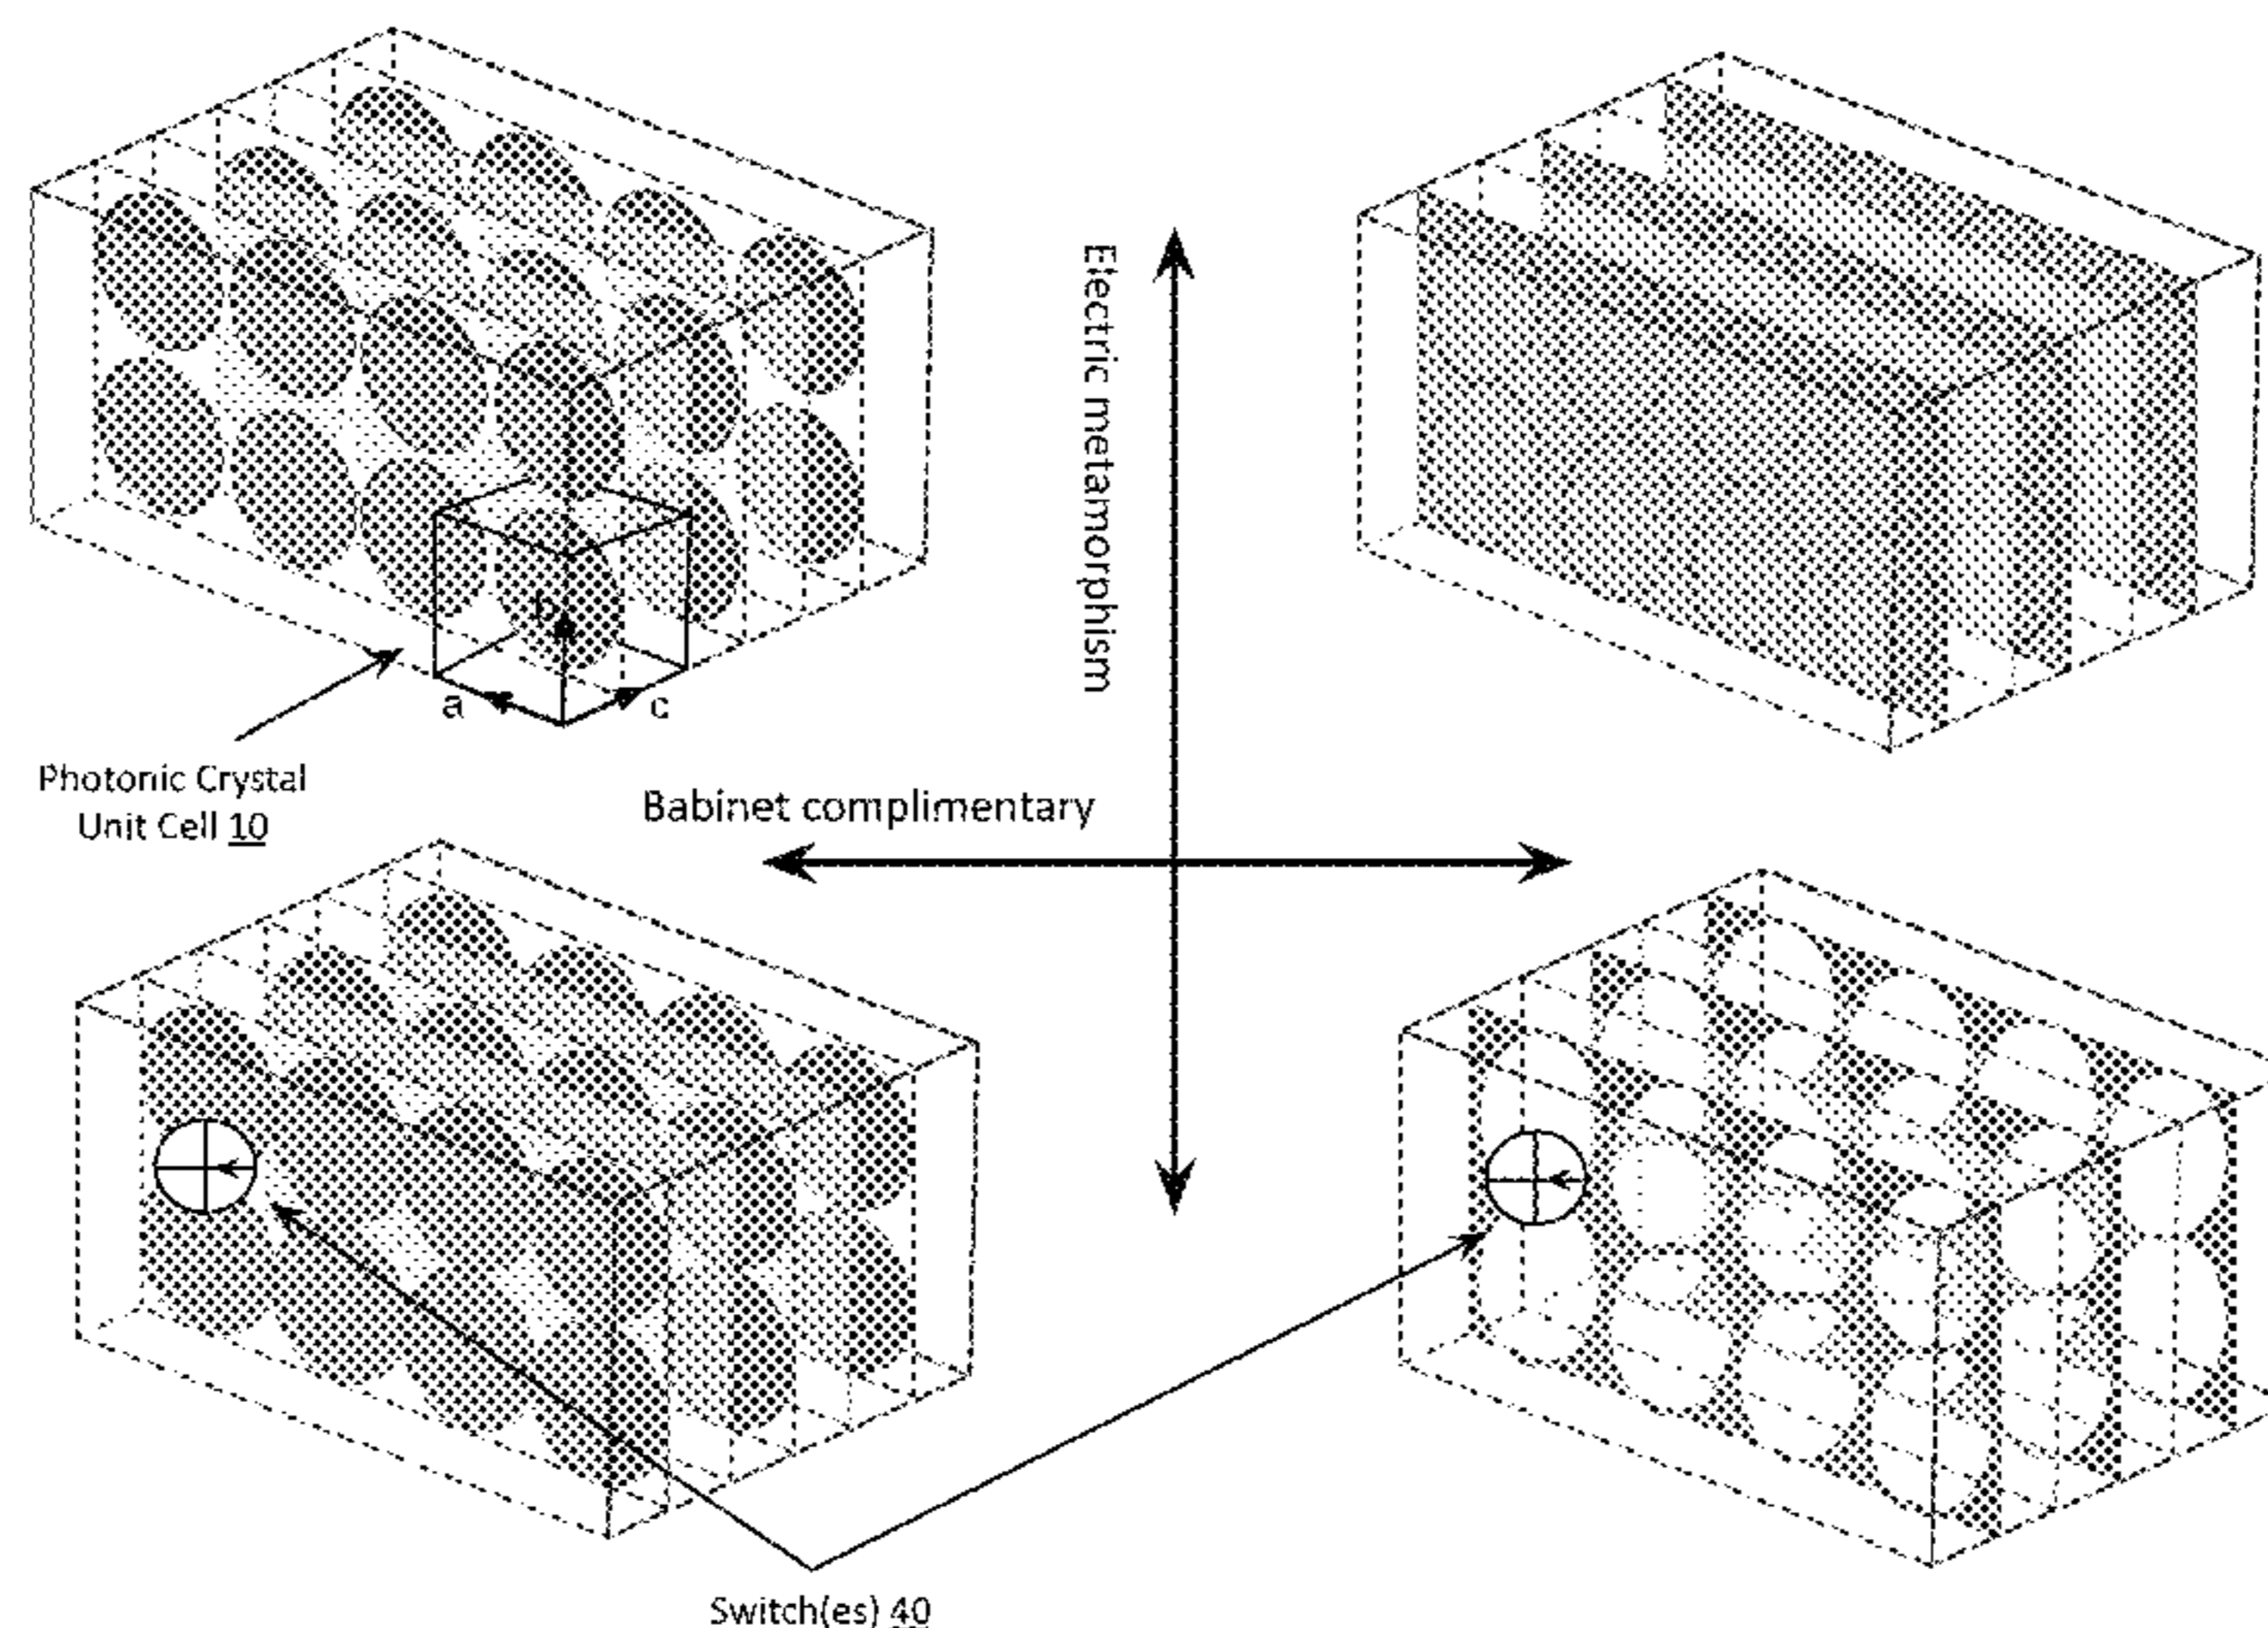 Electric metamorphism
b
a
c
Photonic Crystal
Unit Cell 10
Babinet complimentary
Switch(es) 40